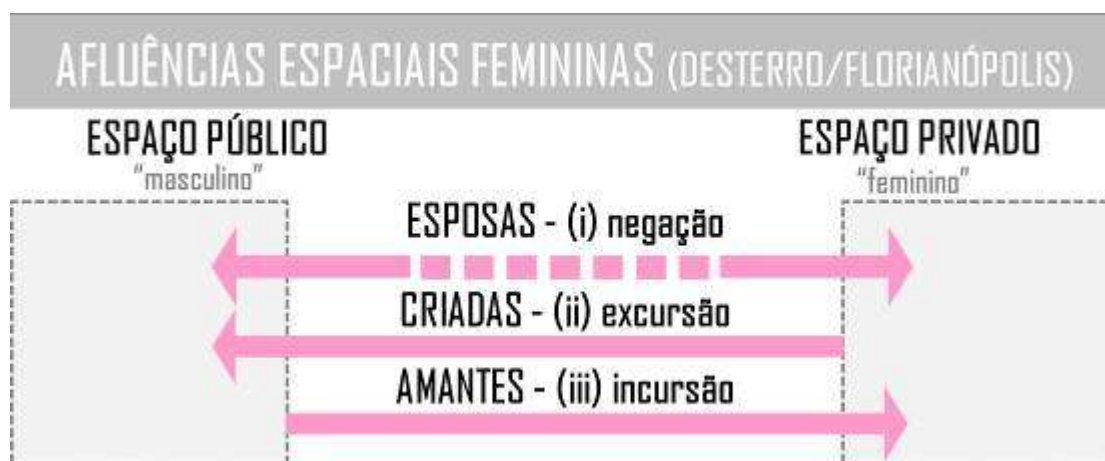 AFLUÊNCIAS ESPACIAIS FEMININAS (DESTERRO/FLORIANÓPOLIS)
ESPAÇO PÚBLICO
"masculino"
ESPAÇO PRIVADO
"feminino"
ESPOSAS - (i) negação
CRIADAS - (ii) excursão
AMANTES - (iii) incursão